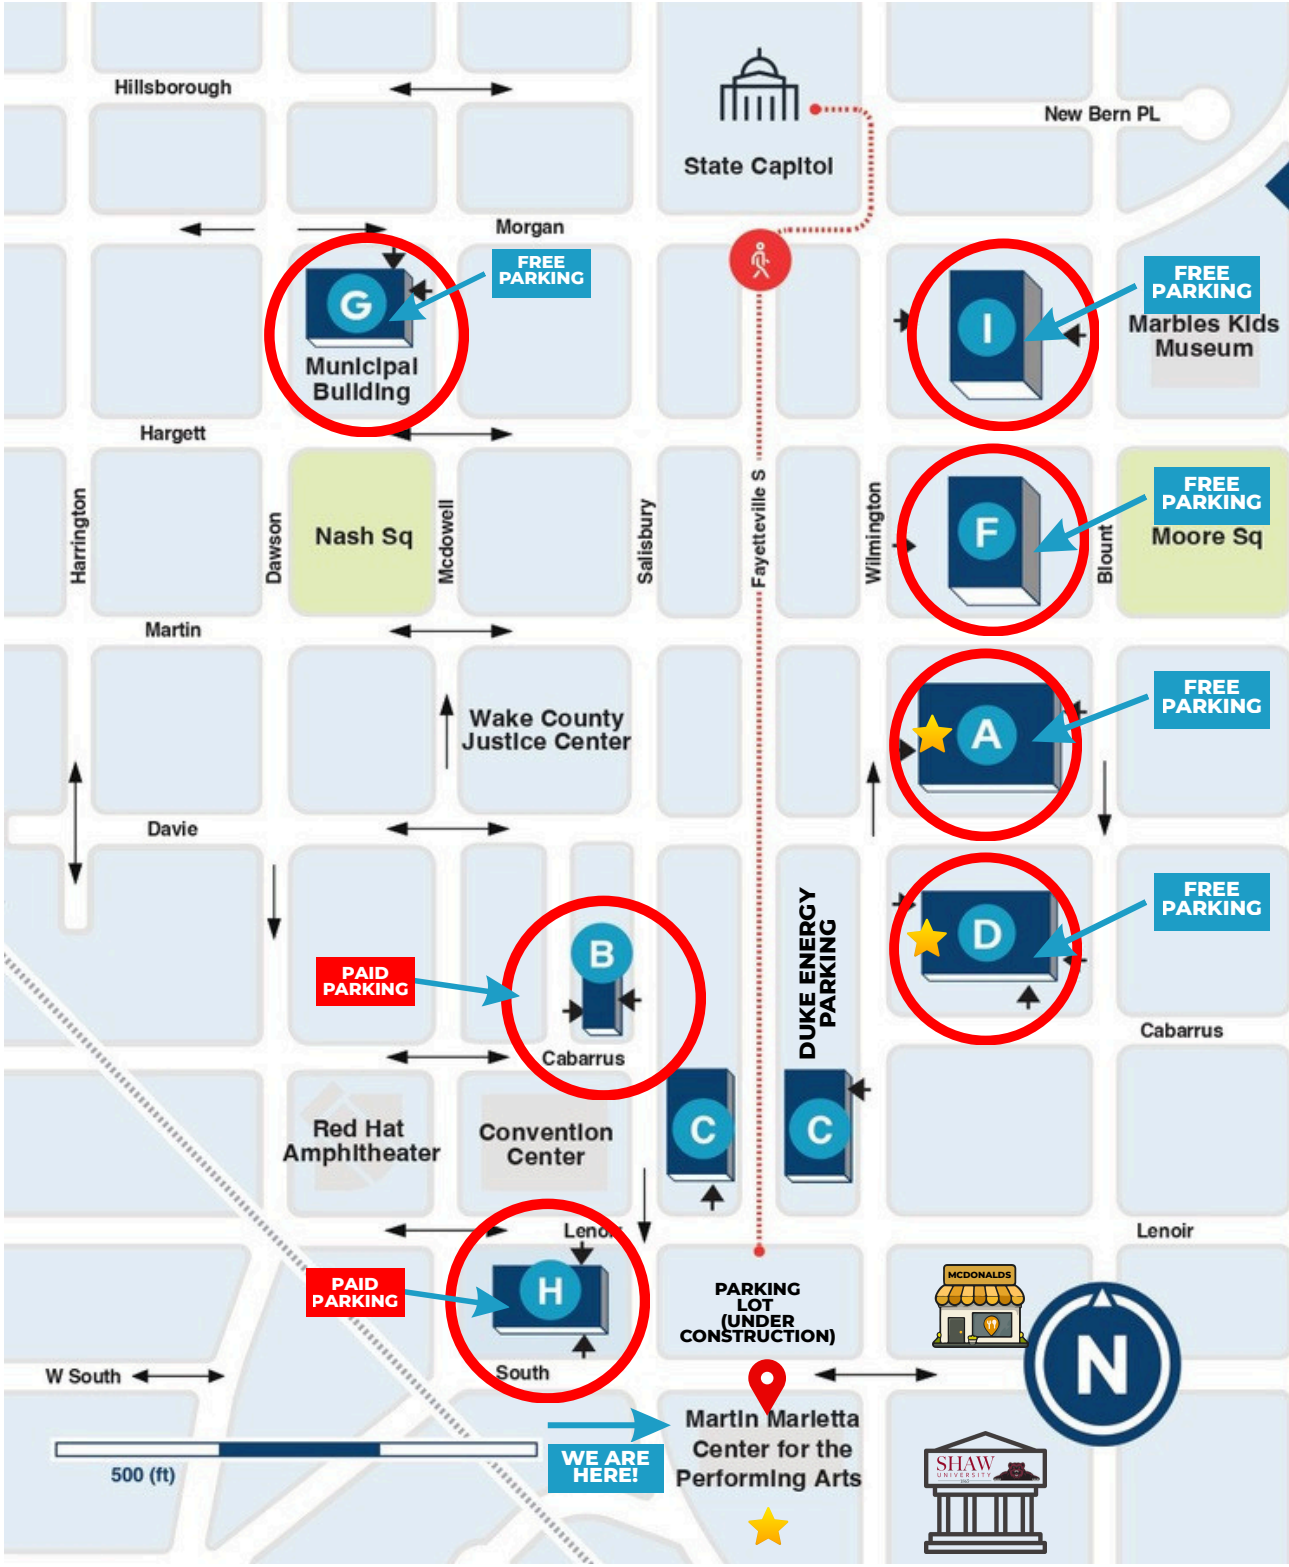 Hillsborough
New Bern PL
State Capitol
Morgan
FREE
PARKING
G
Municipal
Building
FREE
PARKING
I
Marbles Kids
Museum
Hargett
Harrington
Dawson
Nash Sq
Mcdowell
Salisbury
Fayetteville S
Wilmington
F
Blount
FREE
PARKING
Moore Sq
Martin
Wake County
Justice Center
A
FREE
PARKING
Davie
B
PAID
PARKING
DUKE ENERGY
PARKING
D
FREE
PARKING
Cabarrus
Cabarrus
Red Hat
Amphitheater
Convention
Center
C
C
Lenoir
Lenoir
PAID
PARKING
H
PARKING
LOT
(UNDER
CONSTRUCTION)
MCDONALDS
N
W South
South
500 (ft)
WE ARE
HERE!
Martin Marietta
Center for the
Performing Arts
SHAW
UNIVERSITY